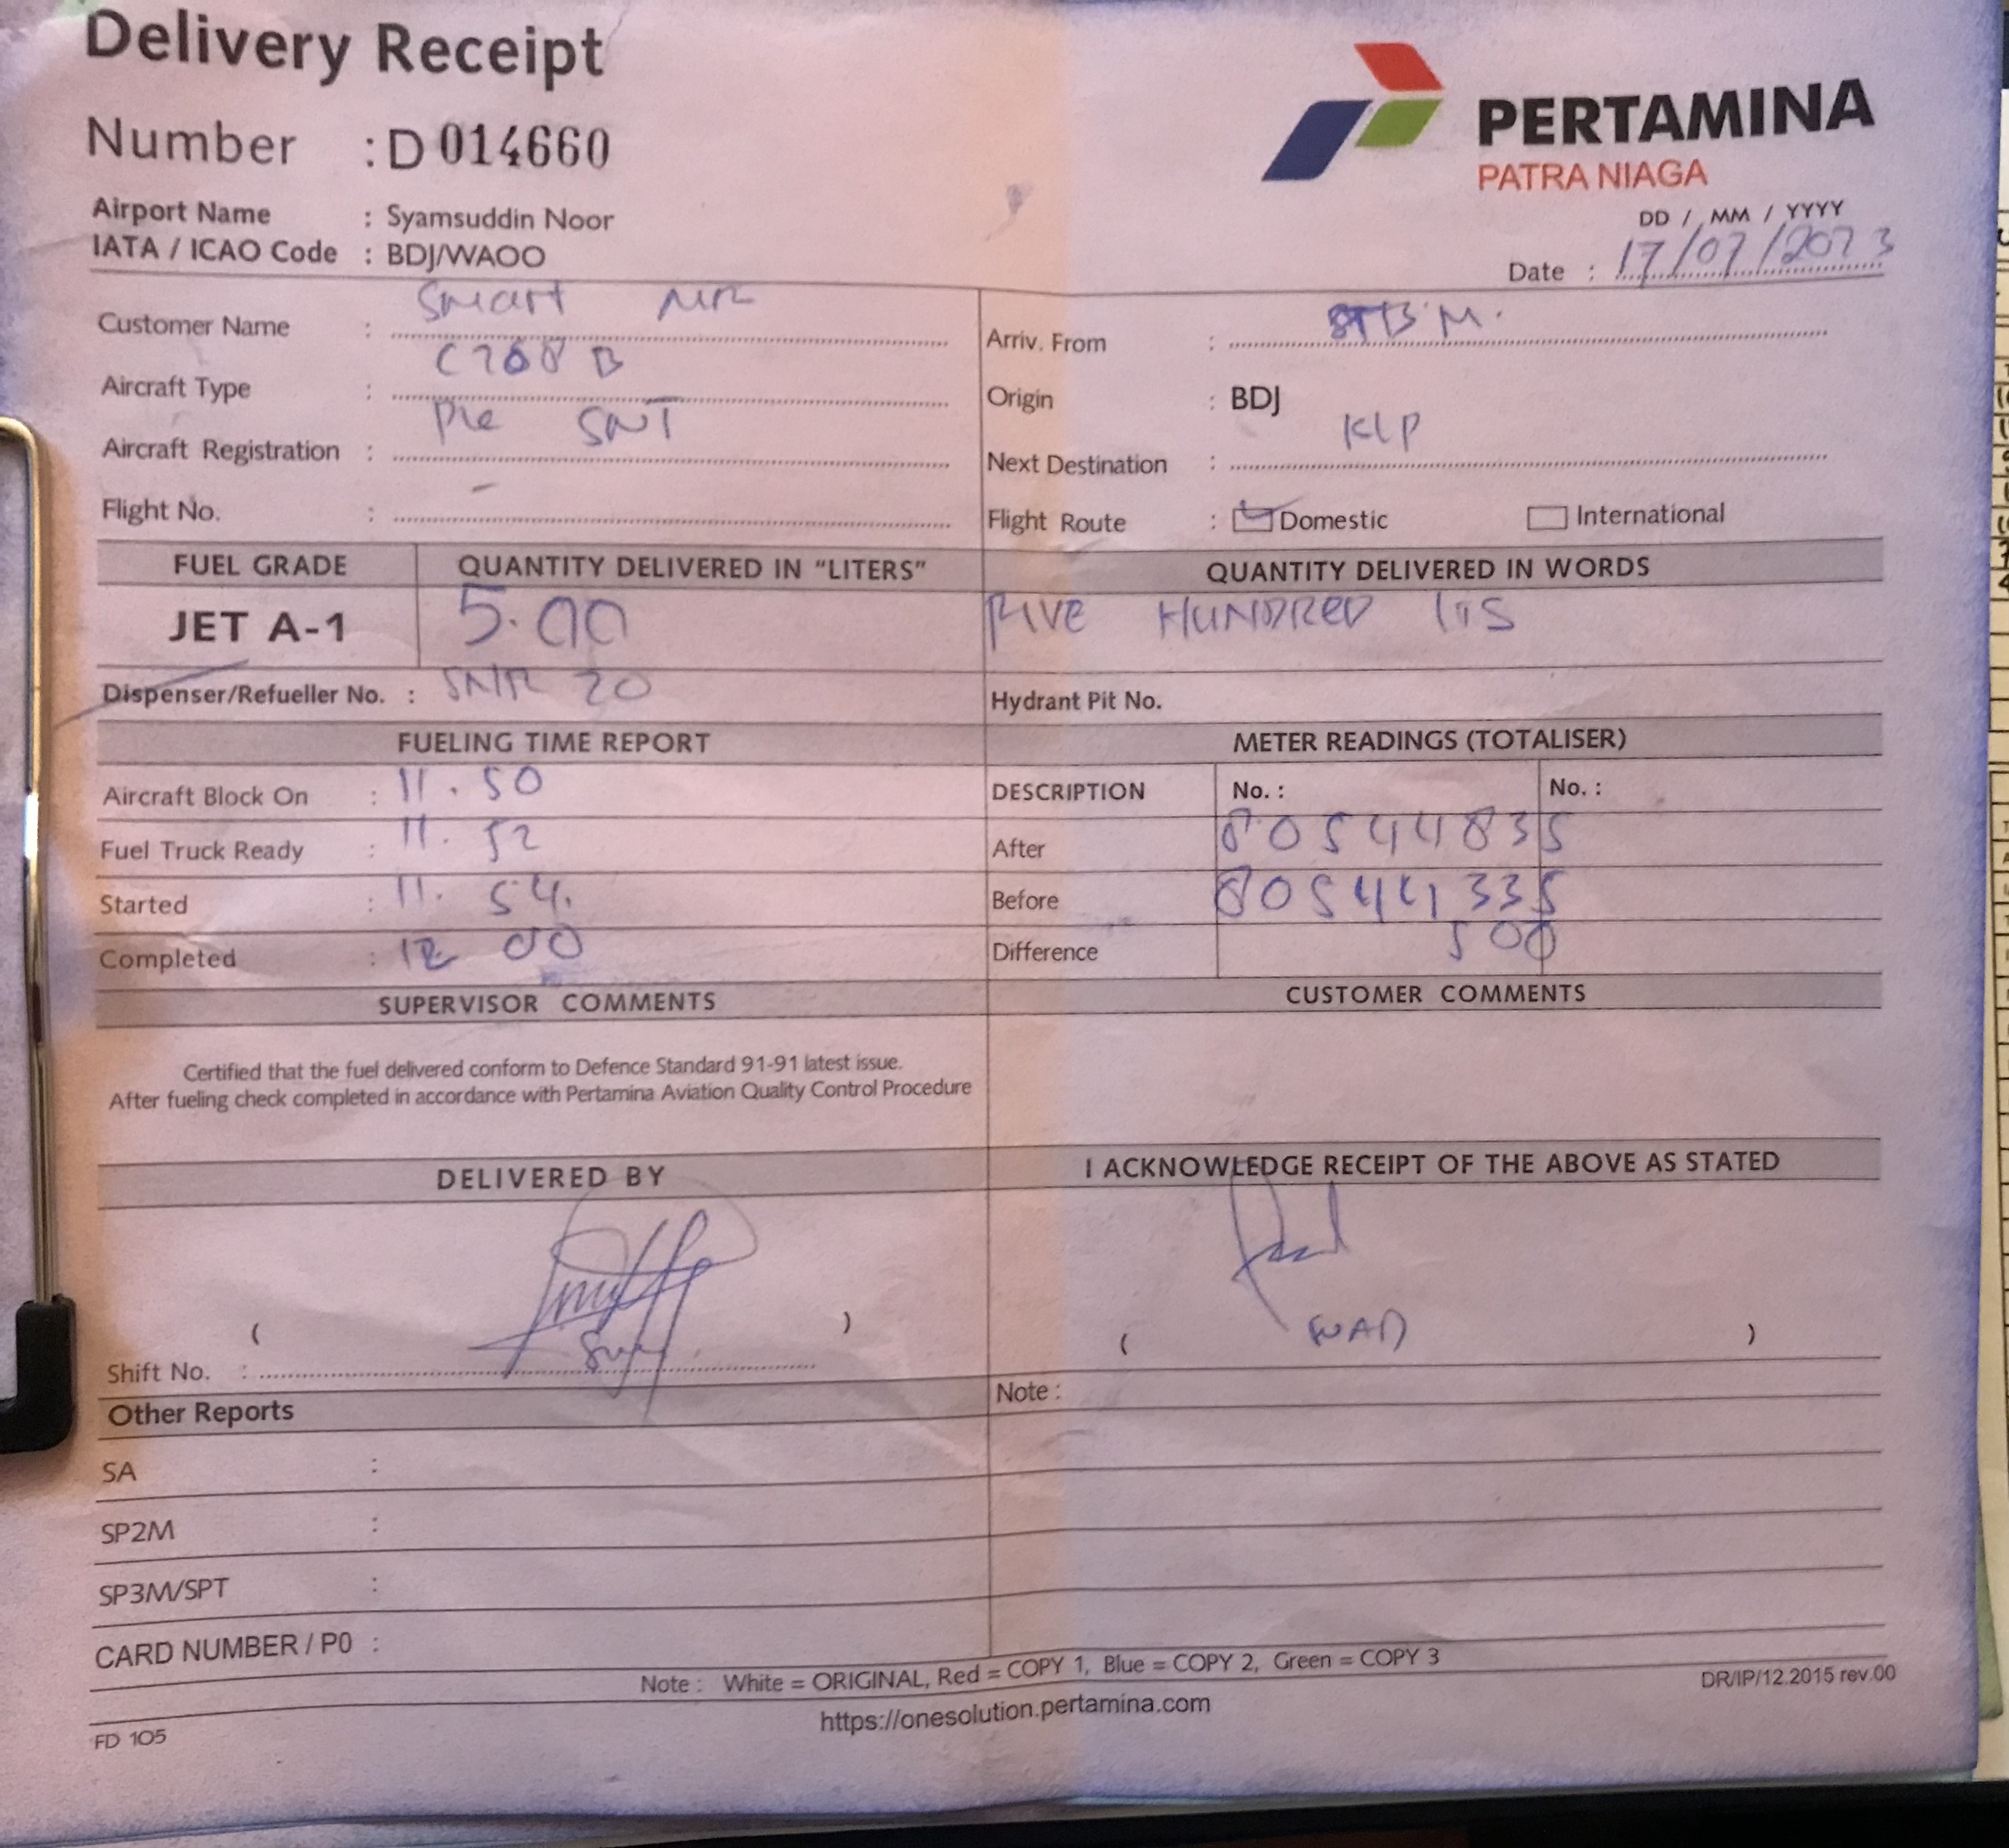 Delivery Receipt
Number : D 014660
PERTAMINA
PATRA NIAGA
Airport Name : Syamsuddin Noor
IATA / ICAO Code : BDJ/WAOO
DD / MM / YYYY
Date : 17/07/2023
Customer Name : Smart
Aircraft Type : C208 B
Aircraft Registration : SNT
Flight No. : -
Arriv. From :
Origin : BDJ
Next Destination : KLP
Flight Route : Domestic International
FUEL GRADE QUANTITY DELIVERED IN "LITERS" QUANTITY DELIVERED IN WORDS
JET A-1 500 FIVE HUNDRED
Dispenser/Refueller No. : 20 Hydrant Pit No.
FUELING TIME REPORT
Aircraft Block On : 11.50
Fuel Truck Ready : 11.52
Started : 11.54.
Completed : 12 00
METER READINGS (TOTALISER)
DESCRIPTION No. : No. :
After 80544835
Before 80544335
Difference 500
SUPERVISOR COMMENTS CUSTOMER COMMENTS
Certified that the fuel delivered conform to Defence Standard 91-91 latest issue.
After fueling check completed in accordance with Pertamina Aviation Quality Control Procedure
DELIVERED BY I ACKNOWLEDGE RECEIPT OF THE ABOVE AS STATED
( ) ( )
Shift No. :
Note :
Other Reports
SA :
SP2M :
SP3M/SPT :
CARD NUMBER / P0 :
Note : White = ORIGINAL, Red = COPY 1, Blue = COPY 2, Green = COPY 3
https://onesolution.pertamina.com
DR/IP/12.2015 rev.00
FD 105